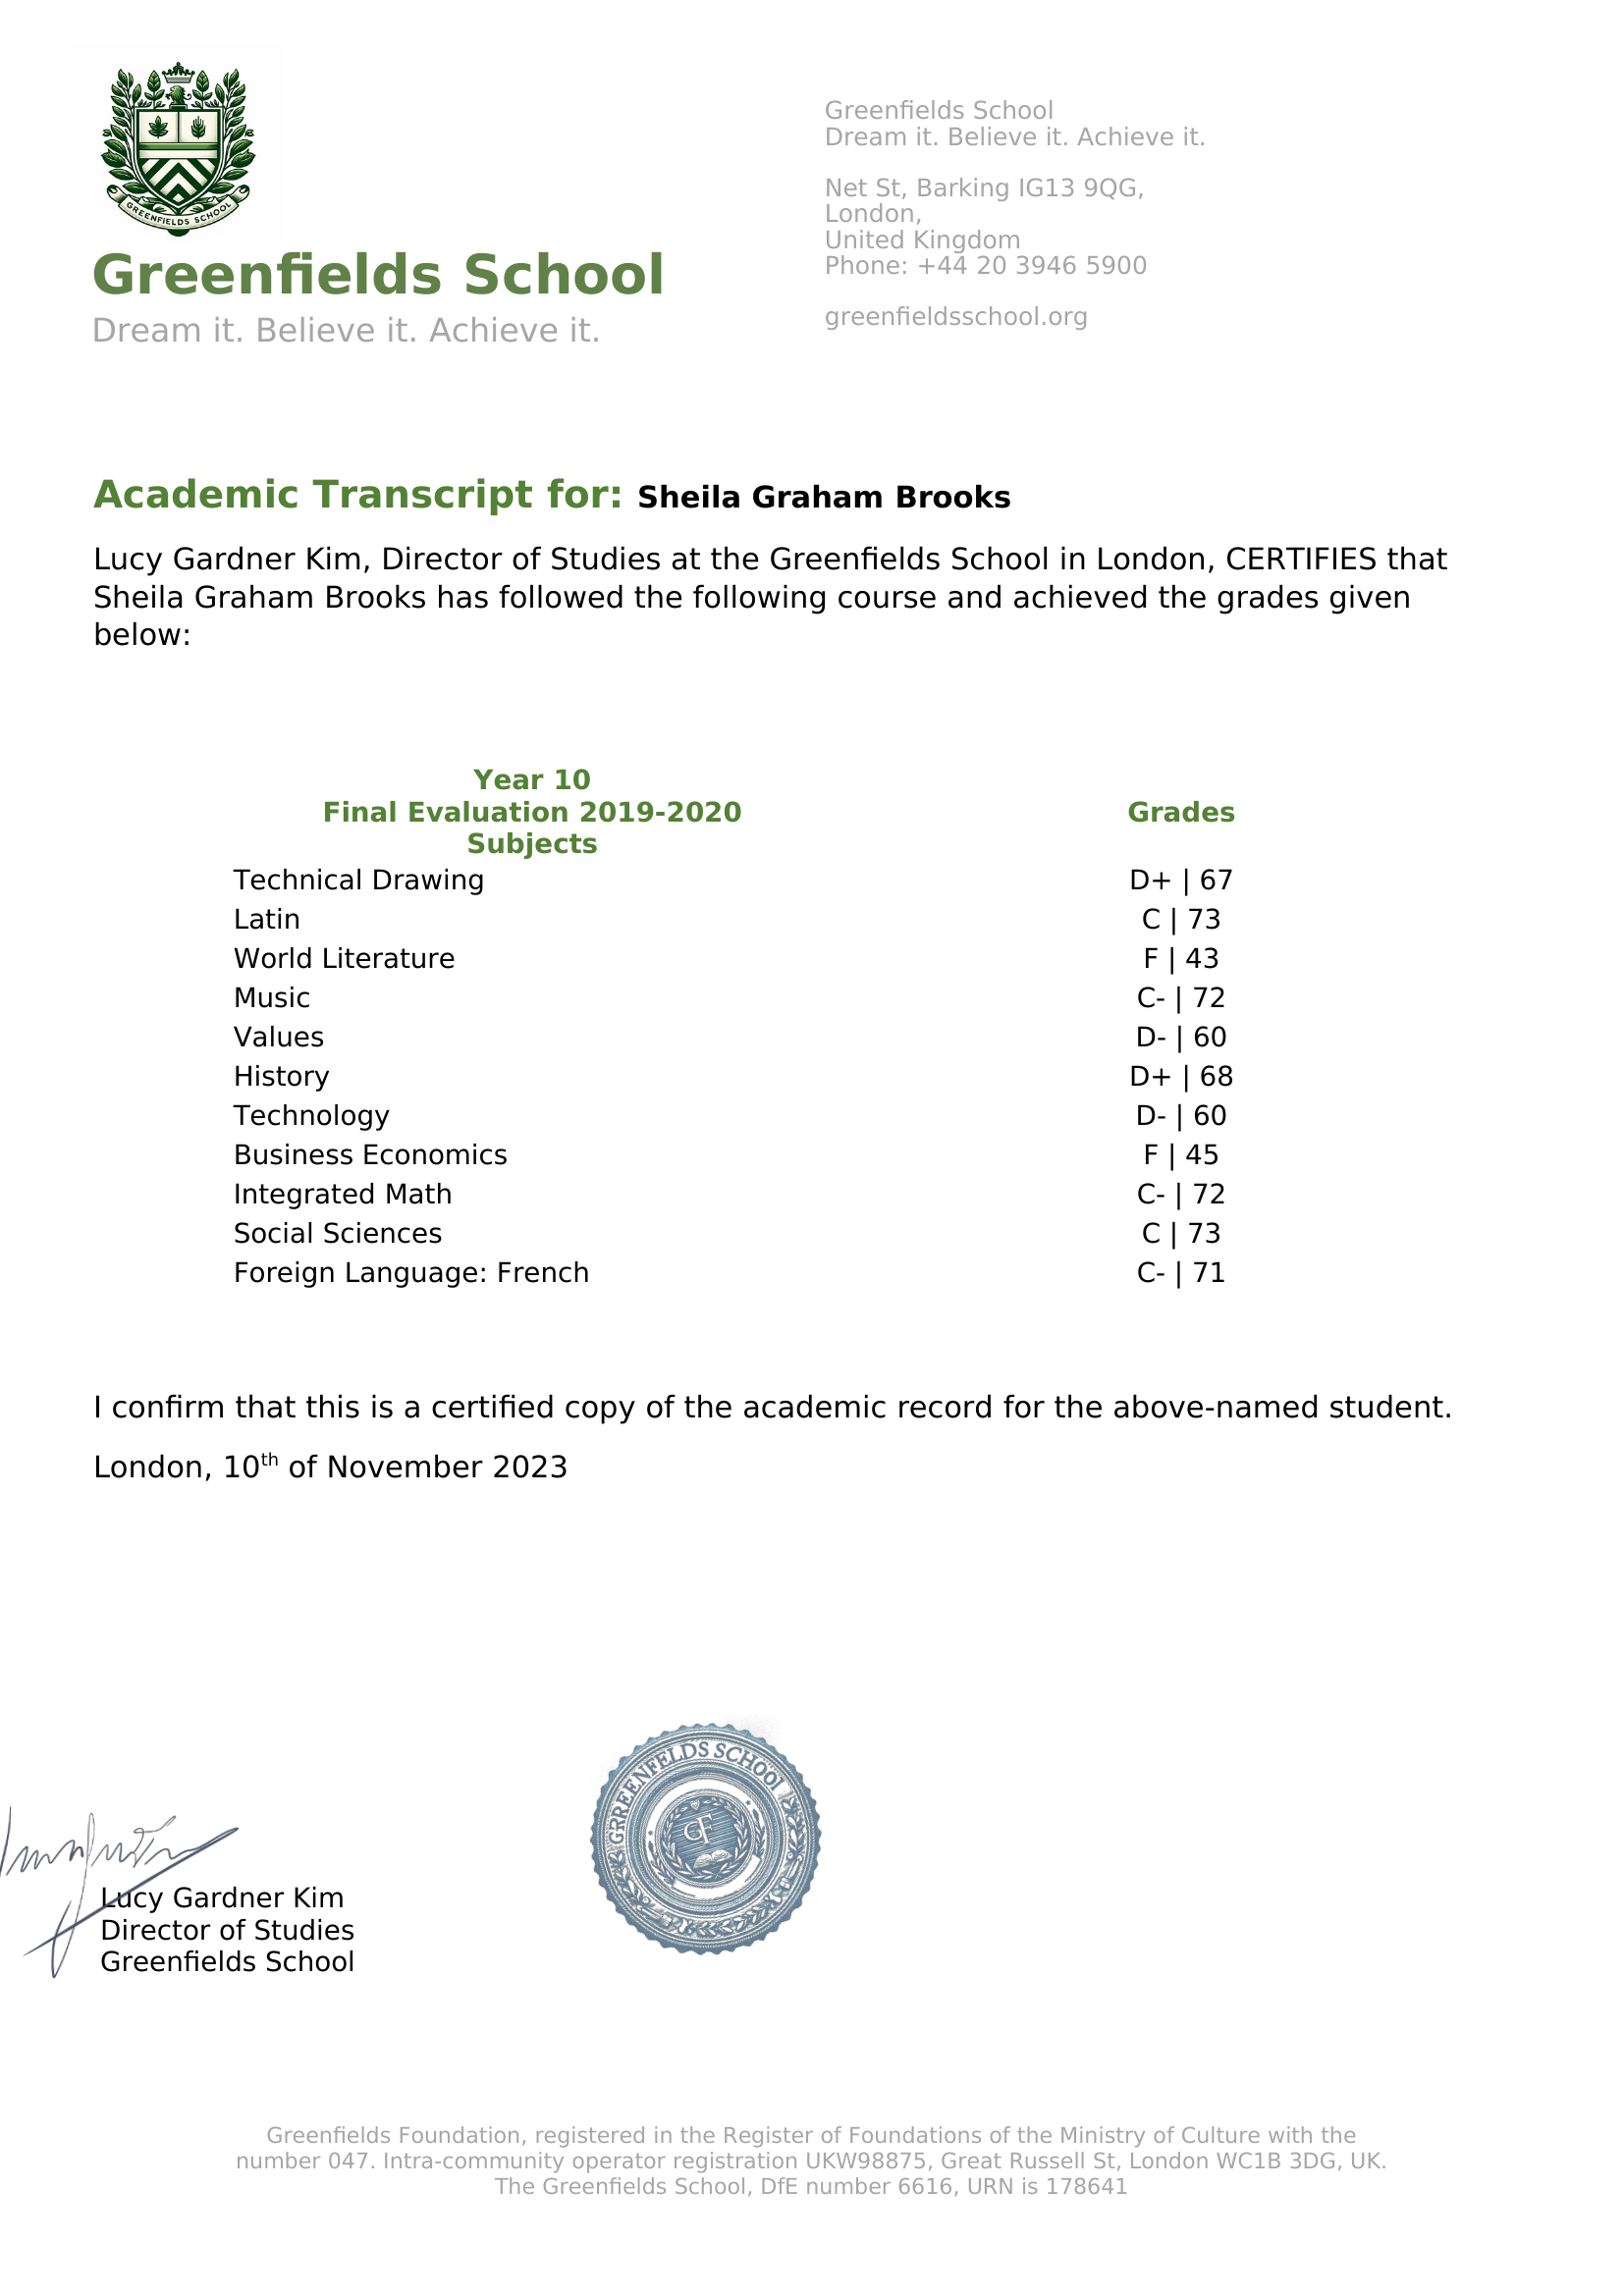 GREENFIELDS SCHOOL
Greenfields School
Dream it. Believe it. Achieve it.
Greenfields School
Dream it. Believe it. Achieve it.
Net St, Barking IG13 9QG,
London,
United Kingdom
Phone: +44 20 3946 5900
greenfieldsschool.org
Academic Transcript for: Sheila Graham Brooks
Lucy Gardner Kim, Director of Studies at the Greenfields School in London, CERTIFIES that
Sheila Graham Brooks has followed the following course and achieved the grades given
below:
Year 10
Final Evaluation 2019-2020
Subjects
Grades
Technical Drawing D+ | 67
Latin C | 73
World Literature F | 43
Music C- | 72
Values D- | 60
History D+ | 68
Technology D- | 60
Business Economics F | 45
Integrated Math C- | 72
Social Sciences C | 73
Foreign Language: French C- | 71
I confirm that this is a certified copy of the academic record for the above-named student.
London, 10th of November 2023
Lucy Gardner Kim
Director of Studies
Greenfields School
GRREENFELDS SCHOOL
Greenfields Foundation, registered in the Register of Foundations of the Ministry of Culture with the
number 047. Intra-community operator registration UKW98875, Great Russell St, London WC1B 3DG, UK.
The Greenfields School, DfE number 6616, URN is 178641